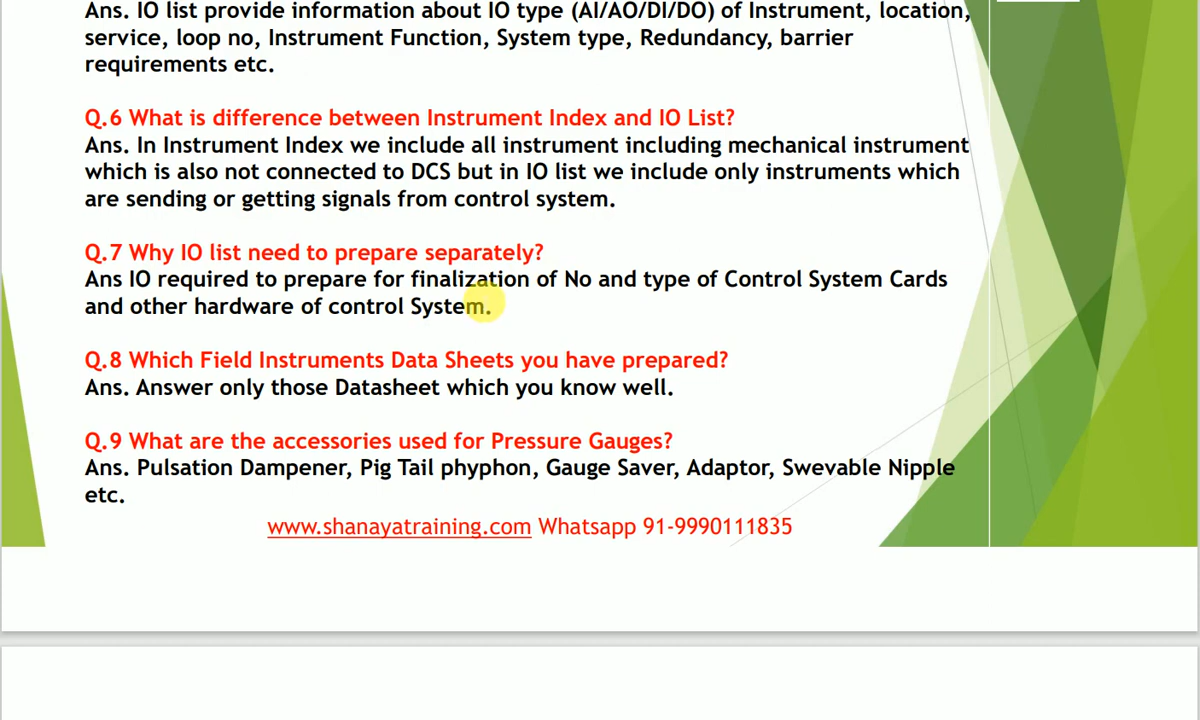 Ans. IO list provide information about IO type (AI/AO/DI/DO) of Instrument, location,
service, loop no, Instrument Function, System type, Redundancy, barrier
requirements etc.
Q.6 What is difference between Instrument Index and IO List?
Ans. In Instrument Index we include all instrument including mechanical instrument
which is also not connected to DCS but in IO list we include only instruments which
are sending or getting signals from control system.
Q.7 Why IO list need to prepare separately?
Ans IO required to prepare for finalization of No and type of Control System Cards
and other hardware of control System.
Q.8 Which Field Instruments Data Sheets you have prepared?
Ans. Answer only those Datasheet which you know well.
Q.9 What are the accessories used for Pressure Gauges?
Ans. Pulsation Dampener, Pig Tail phyphon, Gauge Saver, Adaptor, Swevable Nipple
etc.
www.shanayatraining.com Whatsapp 91-9990111835